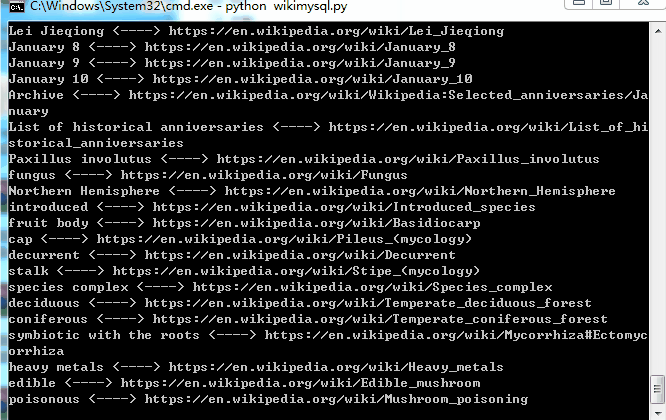 C:\Windows\System32\cmd.exe - python  wikimysql.py
Lei Jieqiong <----> https://en.wikipedia.org/wiki/Lei_Jieqiong
January 8 <----> https://en.wikipedia.org/wiki/January_8
January 9 <----> https://en.wikipedia.org/wiki/January_9
January 10 <----> https://en.wikipedia.org/wiki/January_10
Archive <----> https://en.wikipedia.org/wiki/Wikipedia:Selected_anniversaries/Ja
nuary
List of historical anniversaries <----> https://en.wikipedia.org/wiki/List_of_hi
storical_anniversaries
Paxillus involutus <----> https://en.wikipedia.org/wiki/Paxillus_involutus
fungus <----> https://en.wikipedia.org/wiki/Fungus
Northern Hemisphere <----> https://en.wikipedia.org/wiki/Northern_Hemisphere
introduced <----> https://en.wikipedia.org/wiki/Introduced_species
fruit body <----> https://en.wikipedia.org/wiki/Basidiocarp
cap <----> https://en.wikipedia.org/wiki/Pileus_(mycology)
decurrent <----> https://en.wikipedia.org/wiki/Decurrent
stalk <----> https://en.wikipedia.org/wiki/Stipe_(mycology)
species complex <----> https://en.wikipedia.org/wiki/Species_complex
deciduous <----> https://en.wikipedia.org/wiki/Temperate_deciduous_forest
coniferous <----> https://en.wikipedia.org/wiki/Temperate_coniferous_forest
symbiotic with the roots <----> https://en.wikipedia.org/wiki/Mycorrhiza#Ectomyc
orrhiza
heavy metals <----> https://en.wikipedia.org/wiki/Heavy_metals
edible <----> https://en.wikipedia.org/wiki/Edible_mushroom
poisonous <----> https://en.wikipedia.org/wiki/Mushroom_poisoning